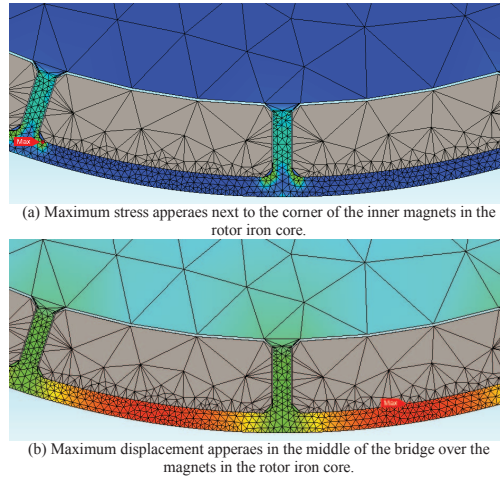 Max
(a) Maximum stress apperaes next to the corner of the inner magnets in the
rotor iron core.
Max
(b) Maximum displacement apperaes in the middle of the bridge over the
magnets in the rotor iron core.